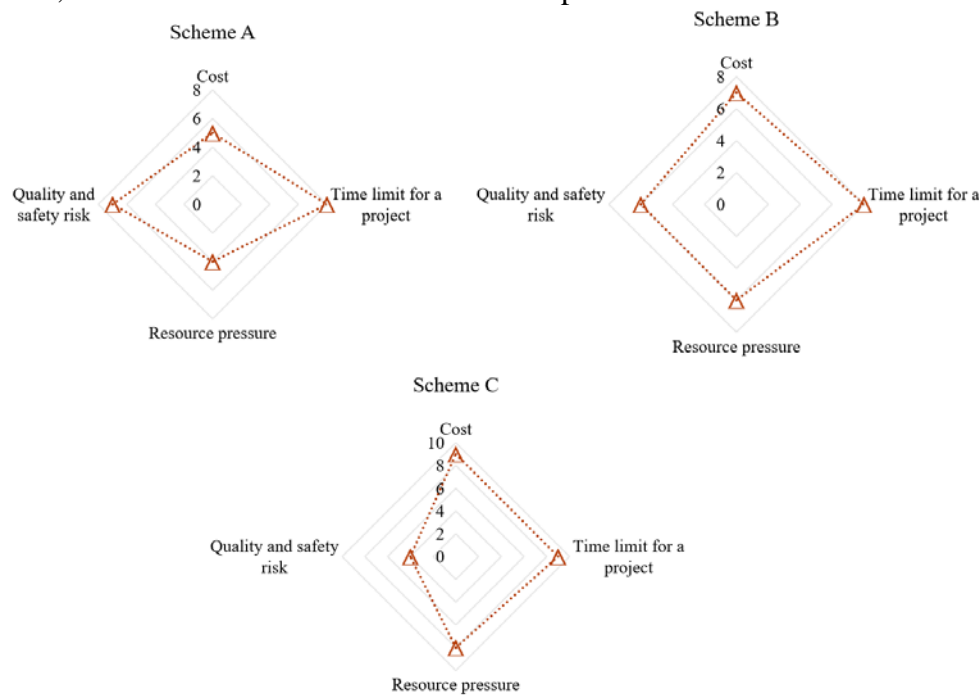 Scheme A
Cost
8
6
4
2
0
Quality and
safety risk
Time limit for a
project
Resource pressure
Scheme B
Cost
8
6
4
2
0
Quality and safety
risk
Time limit for a
project
Resource pressure
Scheme C
Cost
10
8
6
4
2
0
Quality and safety
risk
Time limit for a
project
Resource pressure